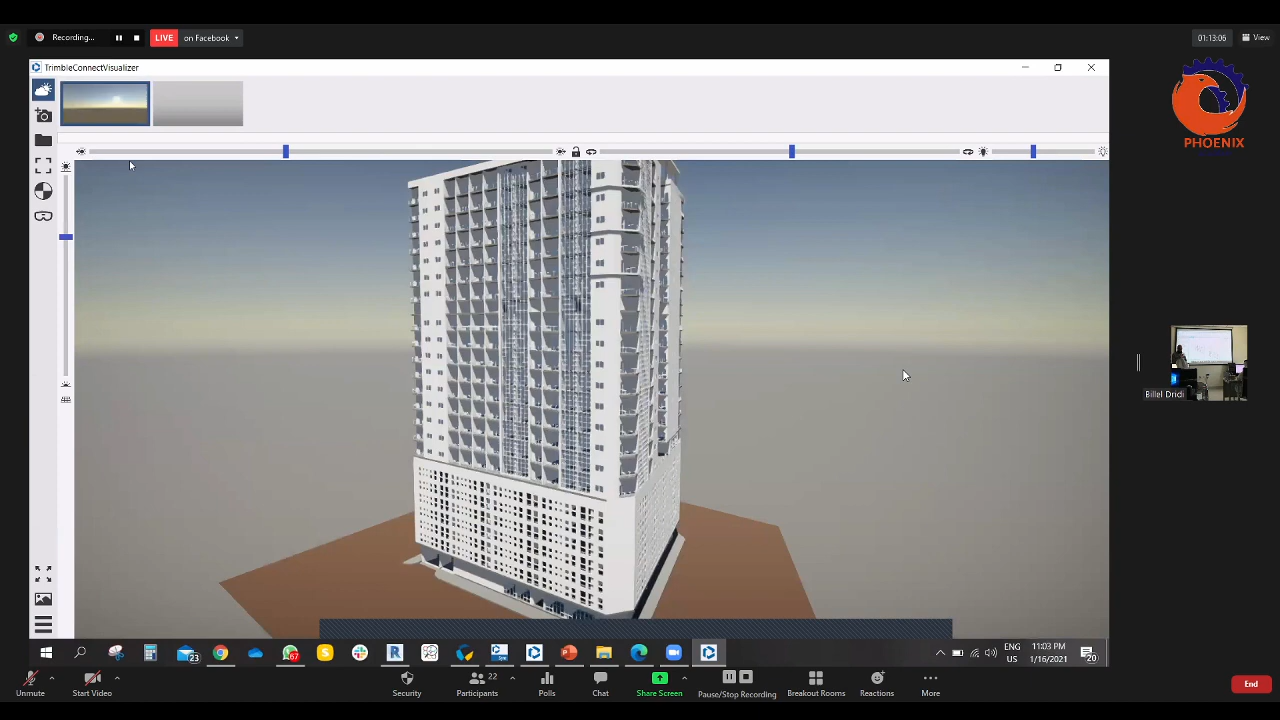 Recording...
LIVE
on Facebook
01:13:06
View
TrimbleConnectVisualizer
PHOENIX
Billel Dridi
23
67
ENG
US
11:03 PM
1/16/2021
20
Unmute
Start Video
Security
Participants
22
Polls
Chat
Share Screen
Pause/Stop Recording
Breakout Rooms
Reactions
More
End